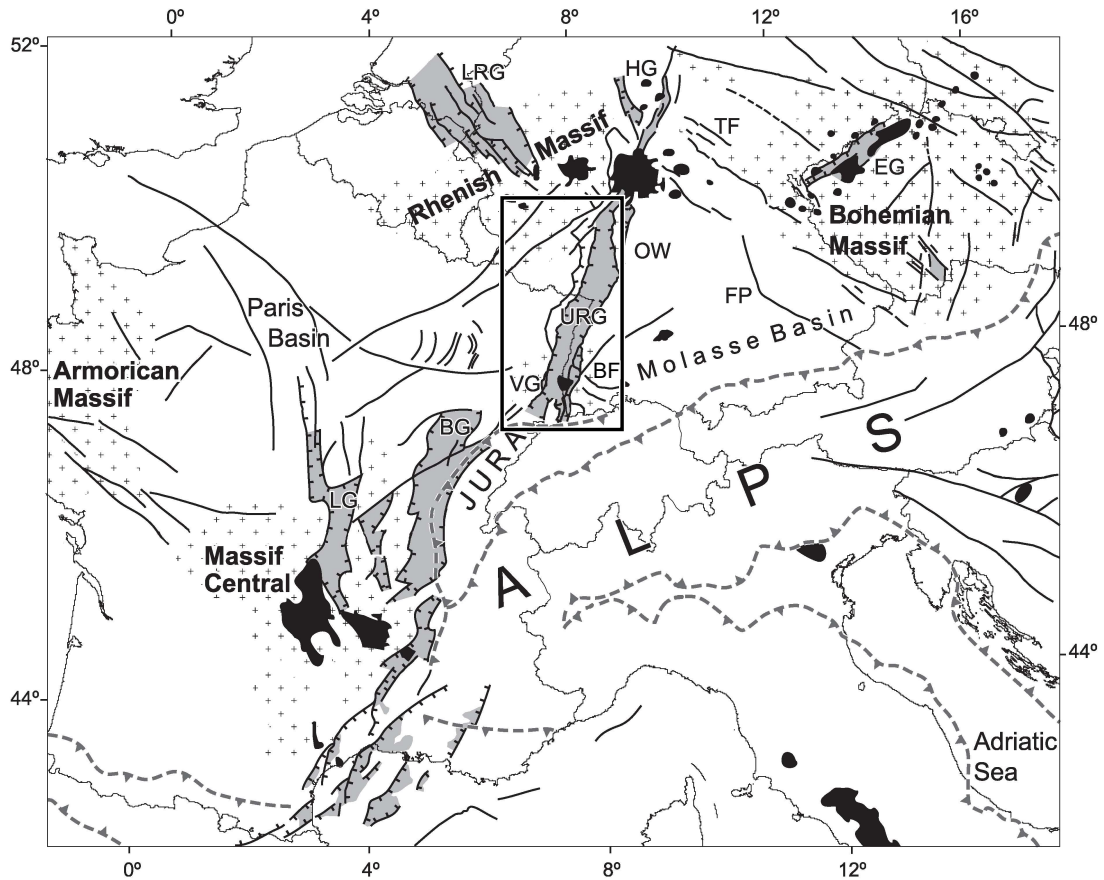 0º 4º 8º 12º 16º
52º
LRG
HG
TF
Rhenish Massif
EG
Bohemian
Massif
OW
FP
Paris
Basin
URG
48º
Molasse Basin
48º
Armorican
Massif
VG
BF
BG
JURA
LG
ALPS
Massif
Central
44º
44º
Adriatic
Sea
0º 4º 8º 12º